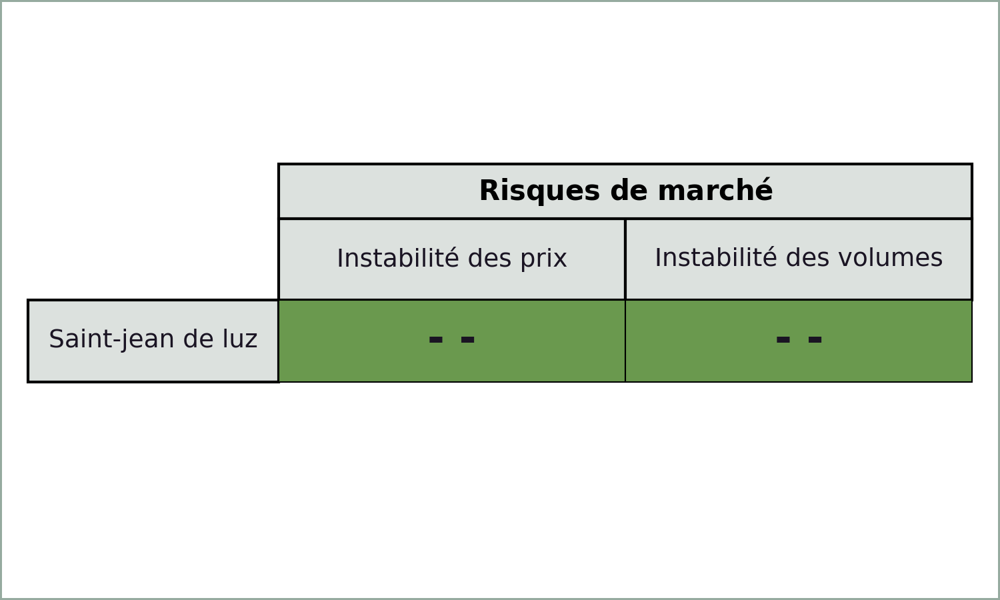 Risques de marché
Instabilité des prix
Instabilité des volumes
Saint-jean de luz
- -
- -